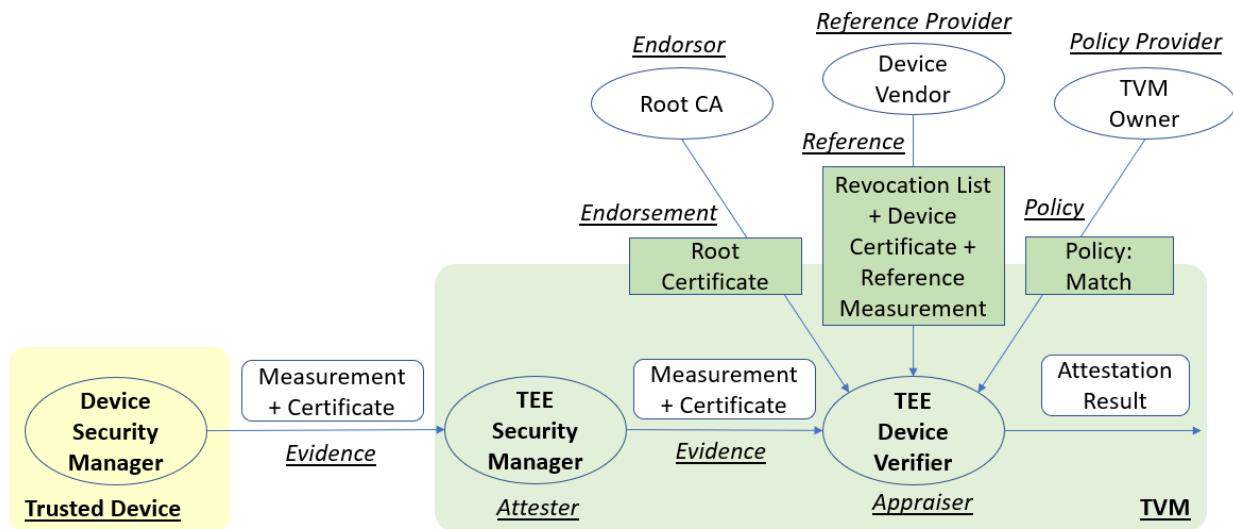 Endorsor
Root CA
Reference Provider
Device
Vendor
Policy Provider
TVM
Owner
Reference
Endorsement
Policy
Root
Certificate
Revocation List
+ Device
Certificate +
Reference
Measurement
Policy:
Match
Device
Security
Manager
Trusted Device
Measurement
+ Certificate
Evidence
TEE
Security
Manager
Attester
Measurement
+ Certificate
Evidence
TEE
Device
Verifier
Appraiser
Attestation
Result
TVM